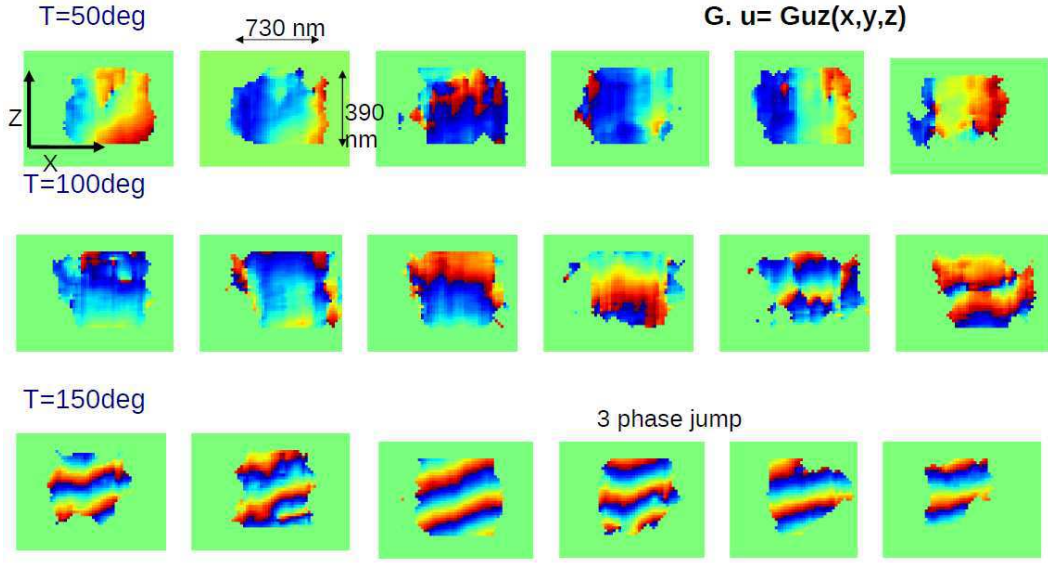 T=50deg
G. u= Guz(x,y,z)
730 nm
390
nm
Z
X
T=100deg
T=150deg
3 phase jump